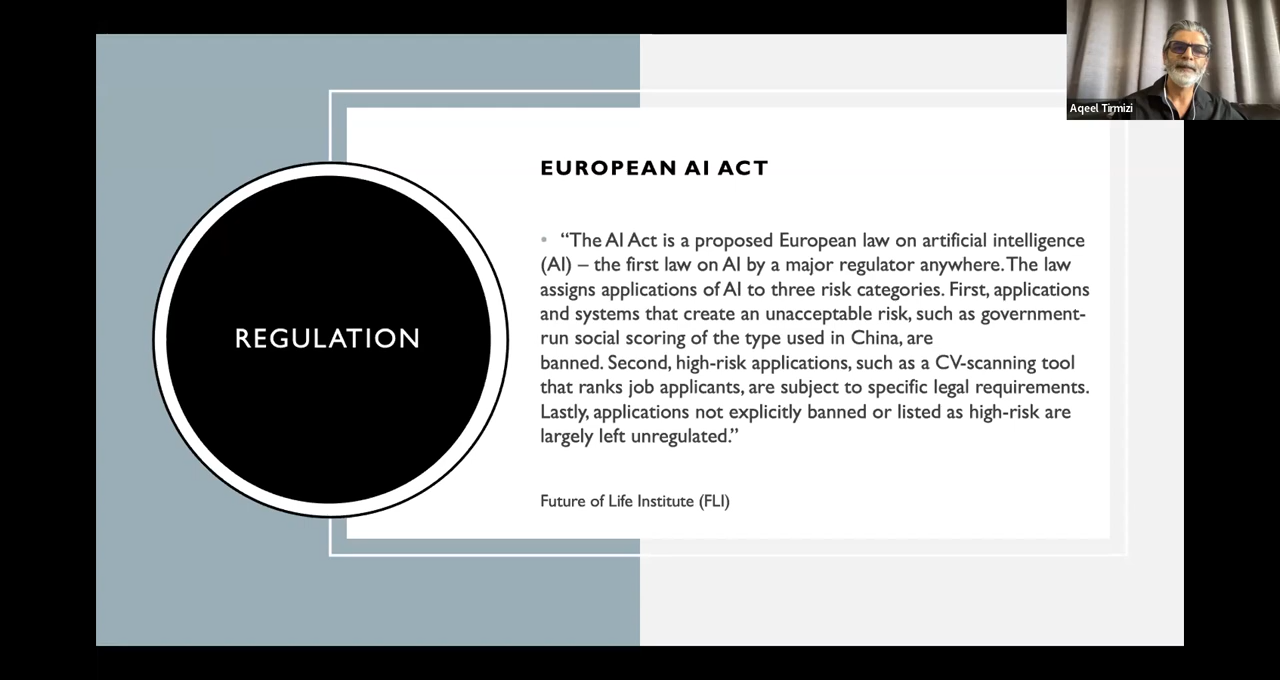 Aqeel Tirmizi
REGULATION
EUROPEAN AI ACT
• “The AI Act is a proposed European law on artificial intelligence
(AI) – the first law on AI by a major regulator anywhere. The law
assigns applications of AI to three risk categories. First, applications
and systems that create an unacceptable risk, such as government-
run social scoring of the type used in China, are
banned. Second, high-risk applications, such as a CV-scanning tool
that ranks job applicants, are subject to specific legal requirements.
Lastly, applications not explicitly banned or listed as high-risk are
largely left unregulated.”
Future of Life Institute (FLI)